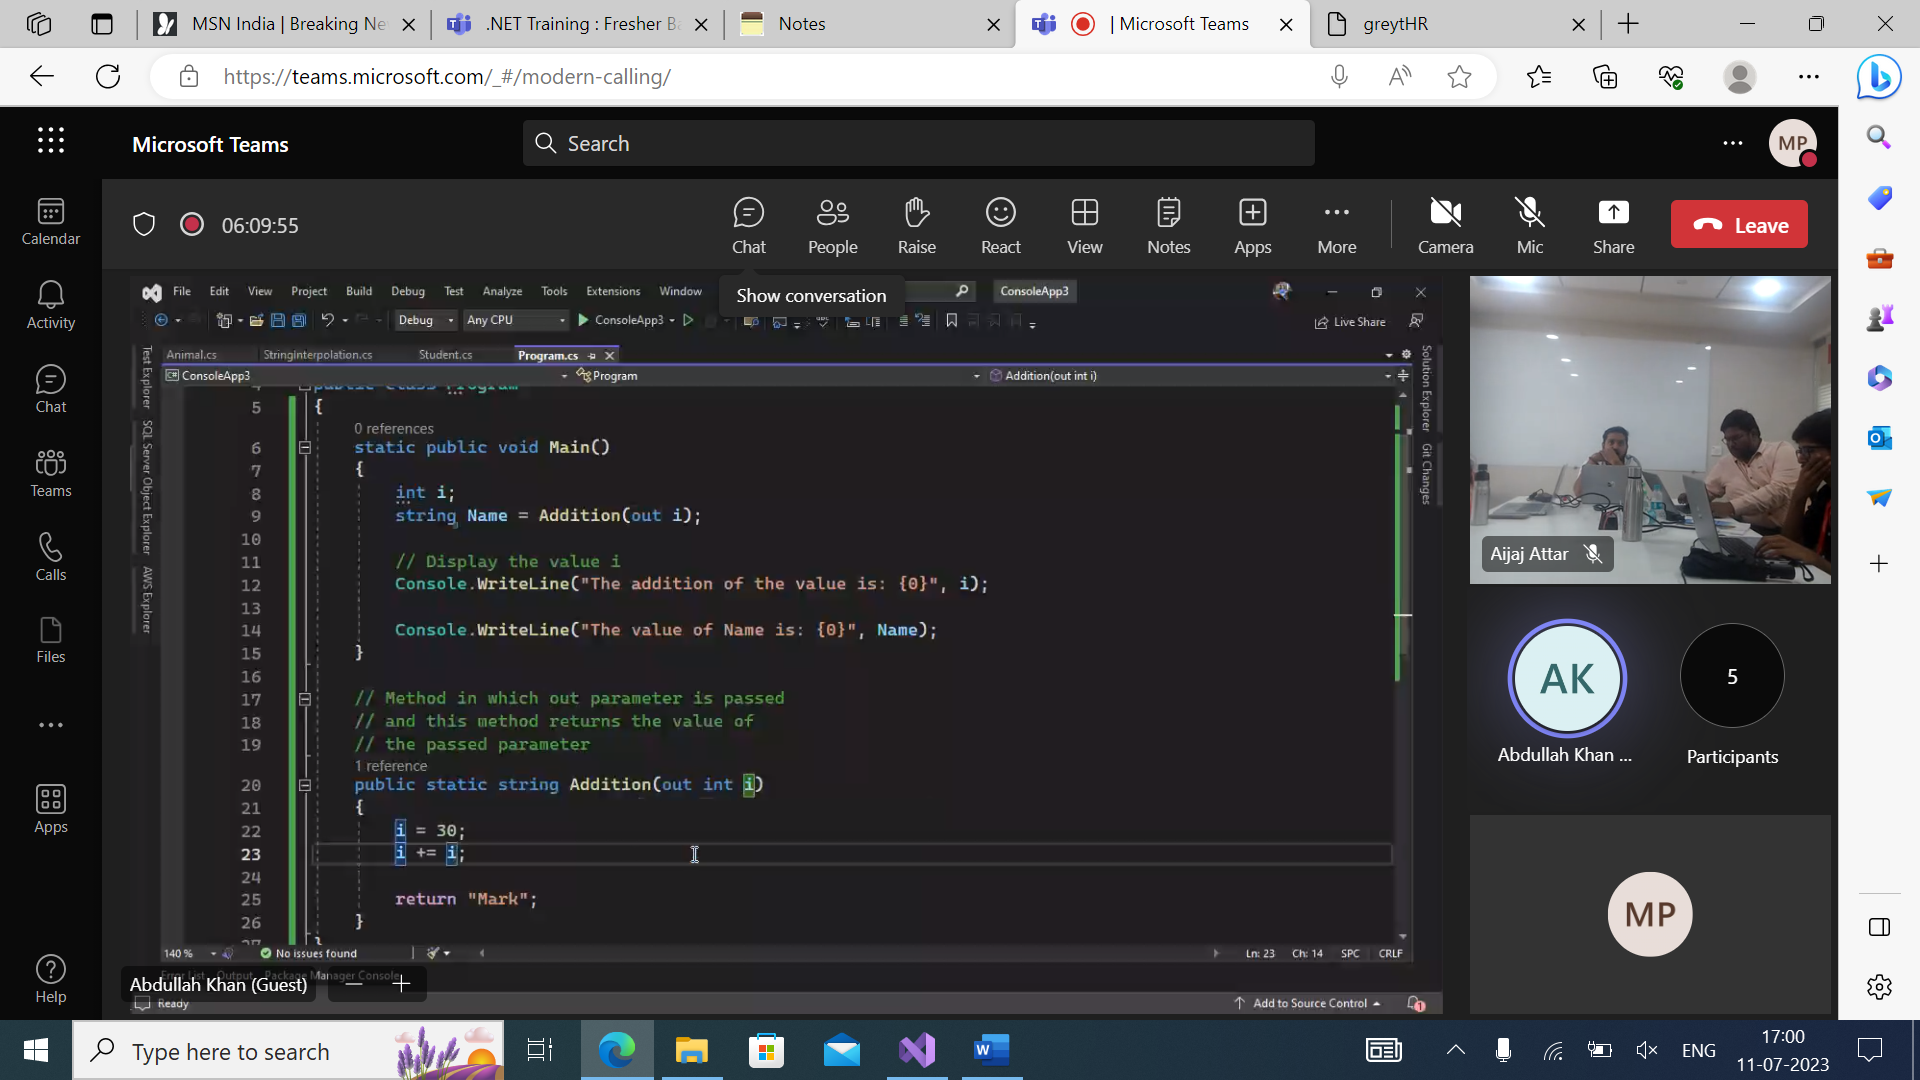 MSN India | Breaking Ne
.NET Training : Fresher Ba
Notes
| Microsoft Teams
greytHR
https://teams.microsoft.com/_#/modern-calling/
Microsoft Teams
Search
MP
06:09:55
Chat
People
Raise
React
View
Notes
Apps
More
Camera
Mic
Share
Leave
Calendar
Activity
Chat
Teams
Calls
Files
Apps
Help
Show conversation
File Edit View Project Build Debug Test Analyze Tools Extensions Window
ConsoleApp3
Debug
Any CPU
ConsoleApp3
Live Share
Test Explorer
SQL Server Object Explorer
AWS Explorer
Solution Explorer
Git Changes
Animal.cs
Stringinterpolation.cs
Student.cs
Program.cs
ConsoleApp3
Program
Addition(out int i)
4 public class Program
5 {
0 references
6 static public void Main()
7 {
8 int i;
9 string Name = Addition(out i);
10
11 // Display the value i
12 Console.WriteLine("The addition of the value is: {0}", i);
13
14 Console.WriteLine("The value of Name is: {0}", Name);
15 }
16
17 // Method in which out parameter is passed
18 // and this method returns the value of
19 // the passed parameter
1 reference
20 public static string Addition(out int i)
21 {
22 i = 30;
23 i += i;
24
25 return "Mark";
26 }
27 }
140 %
No issues found
Ln: 23 Ch: 14 SPC CRLF
Error List Output Package Manager Console
Abdullah Khan (Guest)
Ready
Add to Source Control
1
Aijaj Attar
AK
Abdullah Khan ...
5
Participants
MP
Type here to search
ENG
17:00
11-07-2023